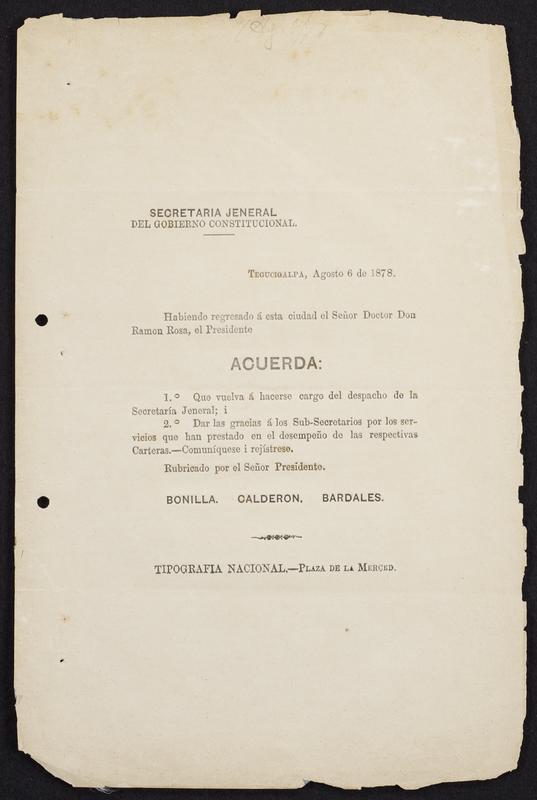 SECRETARIA JENERAL
DEL GOBIERNO CONSTITUCIONAL.
TEGUCIGALPA, Agosto 6 de 1878.
Habiendo regresado á esta ciudad el Señor Doctor Don
Ramon Rosa, el Presidente
ACUERDA:
1.º Que vuelva á hacerse cargo del despacho de la
Secretaría Jeneral; i
2.º Dar las gracias á los Sub-Secretarios por los ser-
vicios que han prestado en el desempeño de las respectivas
Carteras.—Comuníquese i rejístrese.
Rubricado por el Señor Presidente.
BONILLA. CALDERON. BARDALES.
TIPOGRAFIA NACIONAL.—PLAZA DE LA MERCED.